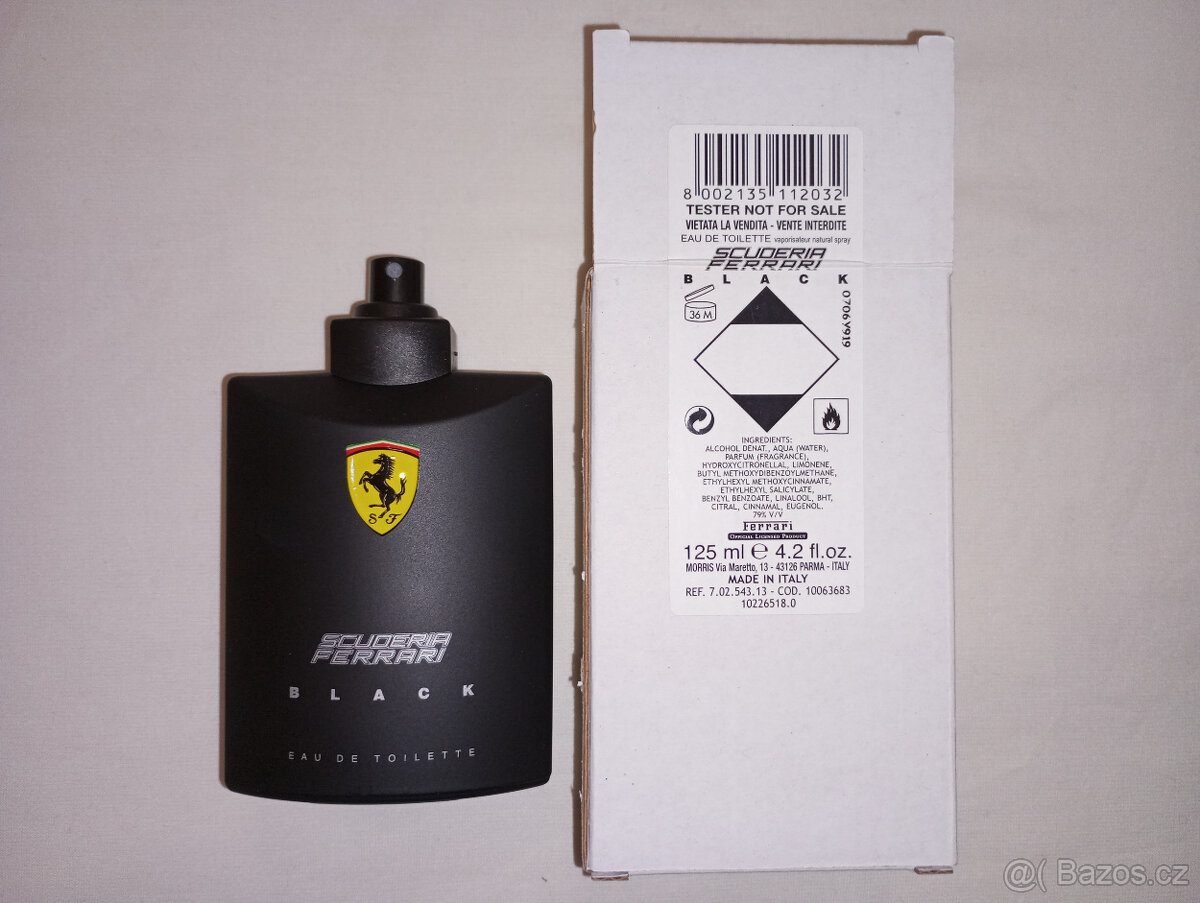 S F
SCUDERIA
FERRARI
BLACK
EAU DE TOILETTE
8 002135 112032
TESTER NOT FOR SALE
VIETATA LA VENDITA - VENTE INTERDITE
EAU DE TOILETTE vaporisateur natural spray
SCUDERIA
FERRARI
BLACK
36 M
0706Y919
INGREDIENTS:
ALCOHOL DENAT., AQUA (WATER),
PARFUM (FRAGRANCE),
HYDROXYCITRONELLAL, LIMONENE,
BUTYL METHOXYDIBENZOYLMETHANE,
ETHYLHEXYL METHOXYCINNAMATE,
ETHYLHEXYL SALICYLATE,
BENZYL BENZOATE, LINALOOL, BHT,
CITRAL, CINNAMAL, EUGENOL.
79% V/V
Ferrari
OFFICIAL LICENSED PRODUCT
125 ml e 4.2 fl.oz.
MORRIS Via Maretto, 13 - 43126 PARMA - ITALY
MADE IN ITALY
REF. 7.02.543.13 - COD. 10063683
10226518.0
@( Bazos.cz